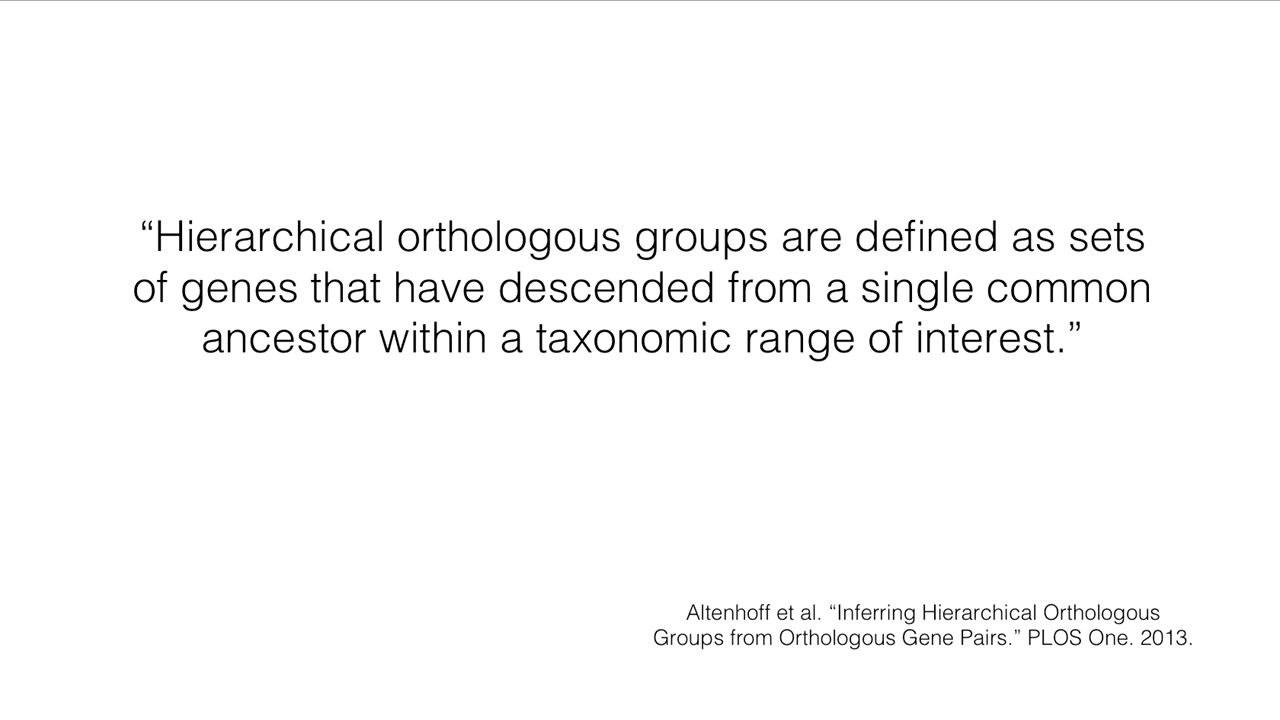 “Hierarchical orthologous groups are defined as sets
of genes that have descended from a single common
ancestor within a taxonomic range of interest.”
Altenhoff et al. “Inferring Hierarchical Orthologous
Groups from Orthologous Gene Pairs.” PLOS One. 2013.